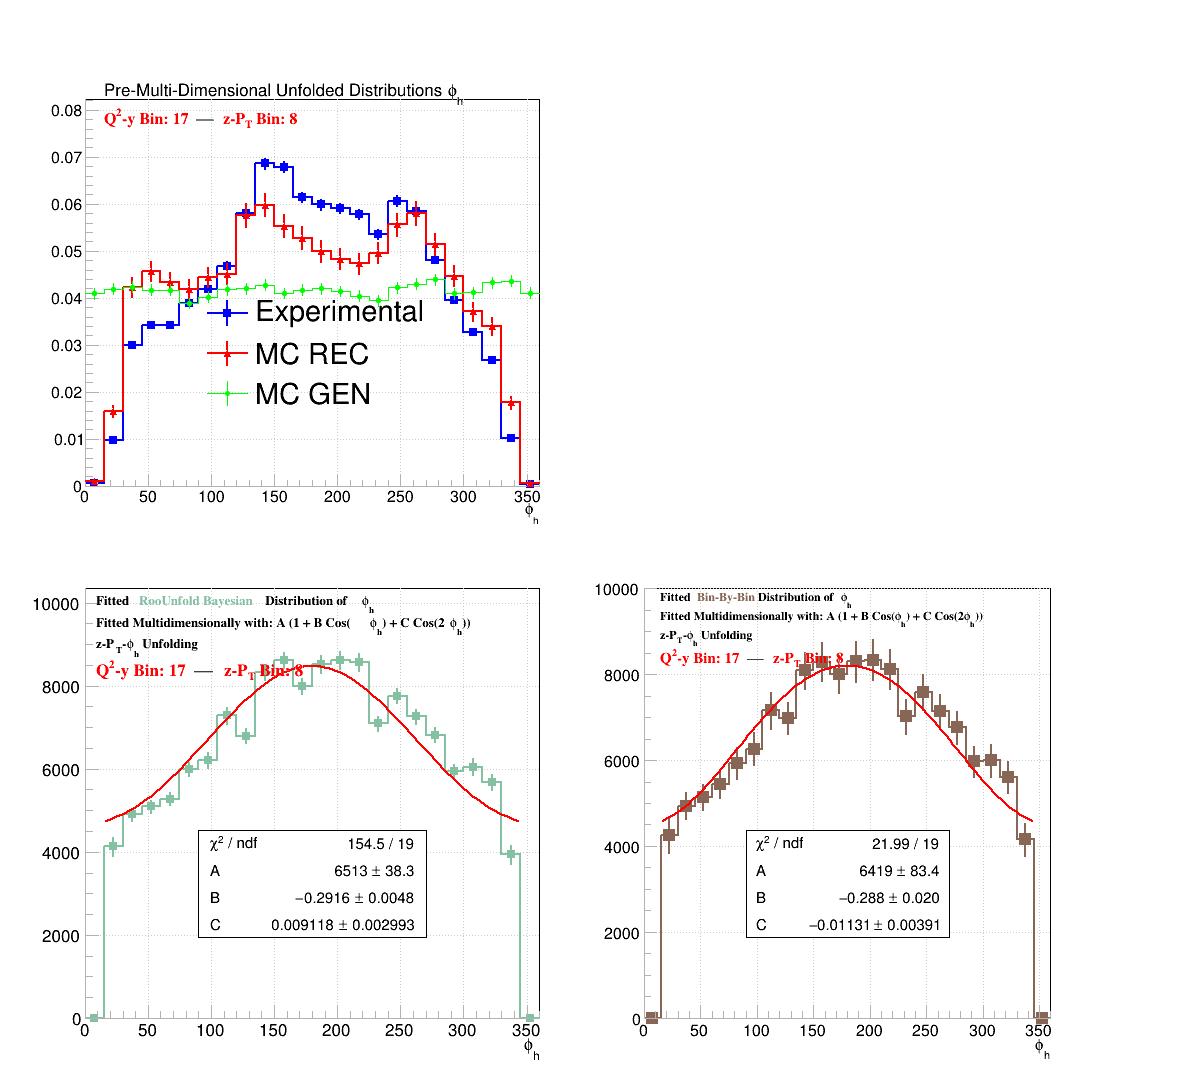 Pre-Multi-Dimensional Unfolded Distributions ϕh
Q2-y Bin: 17 — z-PT Bin: 8
0.08
0.07
0.06
0.05
0.04
0.03
0.02
0.01
0
Experimental
MC REC
MC GEN
0 50 100 150 200 250 300 350
ϕh
Fitted RooUnfold Bayesian Distribution of ϕh
Fitted Multidimensionally with: A (1 + B Cos( ϕh) + C Cos(2 ϕh))
z-PT-ϕh Unfolding
Q2-y Bin: 17 — z-PT Bin: 8
10000
8000
6000
4000
2000
0
χ2 / ndf 154.5 / 19
A 6513 ± 38.3
B −0.2916 ± 0.0048
C 0.009118 ± 0.002993
0 50 100 150 200 250 300 350
ϕh
Fitted Bin-By-Bin Distribution of ϕh
Fitted Multidimensionally with: A (1 + B Cos(ϕh) + C Cos(2ϕh))
z-PT-ϕh Unfolding
Q2-y Bin: 17 — z-PT Bin: 8
10000
8000
6000
4000
2000
0
χ2 / ndf 21.99 / 19
A 6419 ± 83.4
B −0.288 ± 0.020
C −0.01131 ± 0.00391
0 50 100 150 200 250 300 350
ϕh